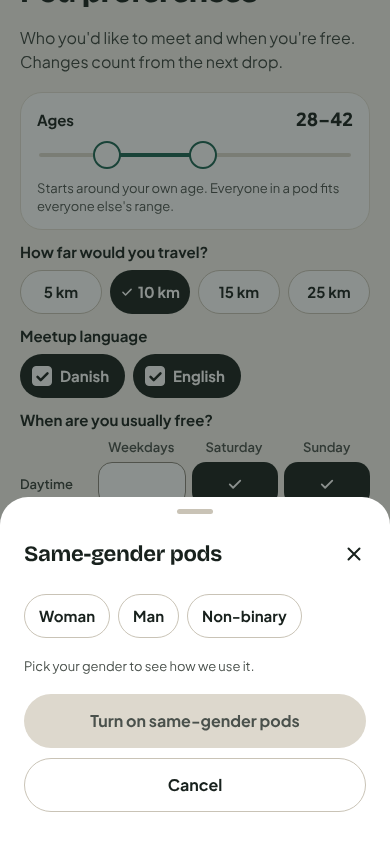 Pod preferences
Who you'd like to meet and when you're free.
Changes count from the next drop.
Ages 28–42
Starts around your own age. Everyone in a pod fits
everyone else's range.
How far would you travel?
5 km 10 km 15 km 25 km
Meetup language
Danish English
When are you usually free?
Weekdays Saturday Sunday
Daytime
Same-gender pods
Woman Man Non-binary
Pick your gender to see how we use it.
Turn on same-gender pods
Cancel